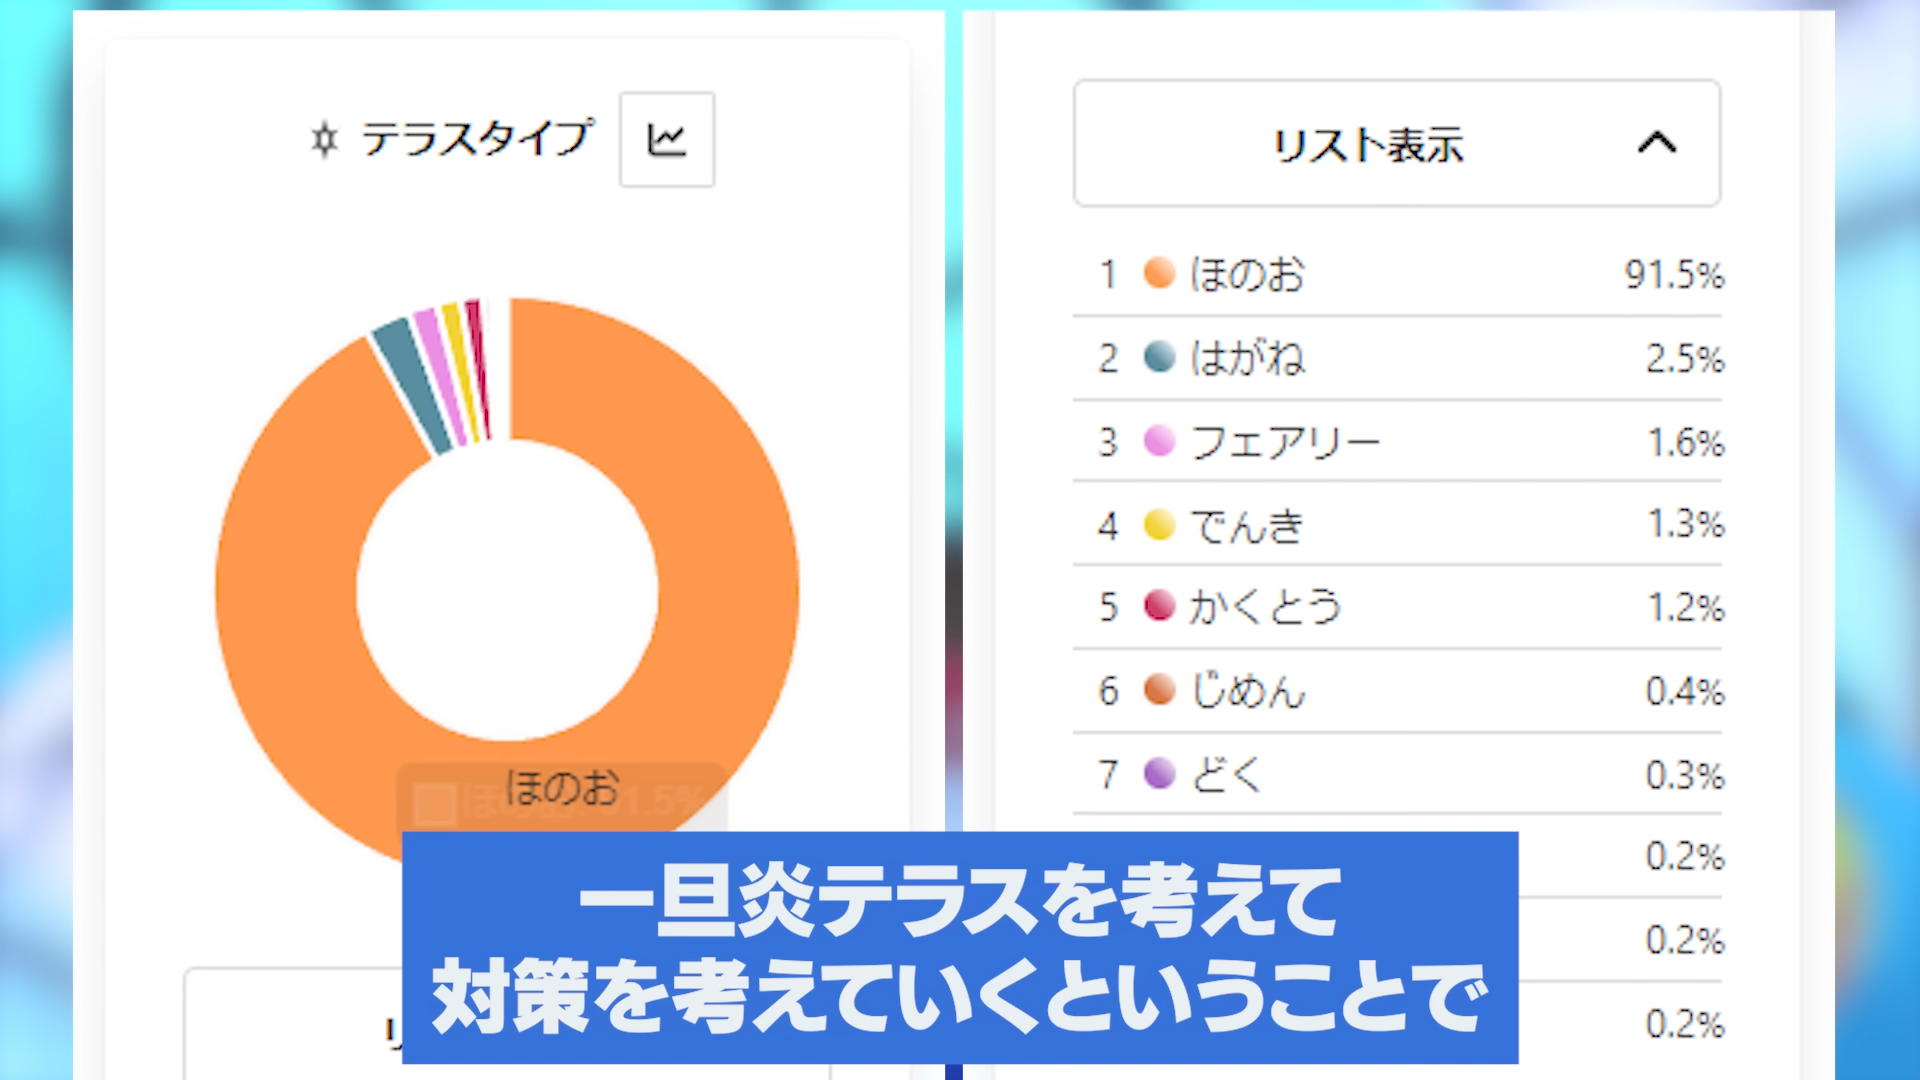 テラスタイプ
ほのお
リスト表示
1 ほのお 91.5%
2 はがね 2.5%
3 フェアリー 1.6%
4 でんき 1.3%
5 かくとう 1.2%
6 じめん 0.4%
7 どく 0.3%
0.2%
0.2%
0.2%
一旦炎テラスを考えて
対策を考えていくということで